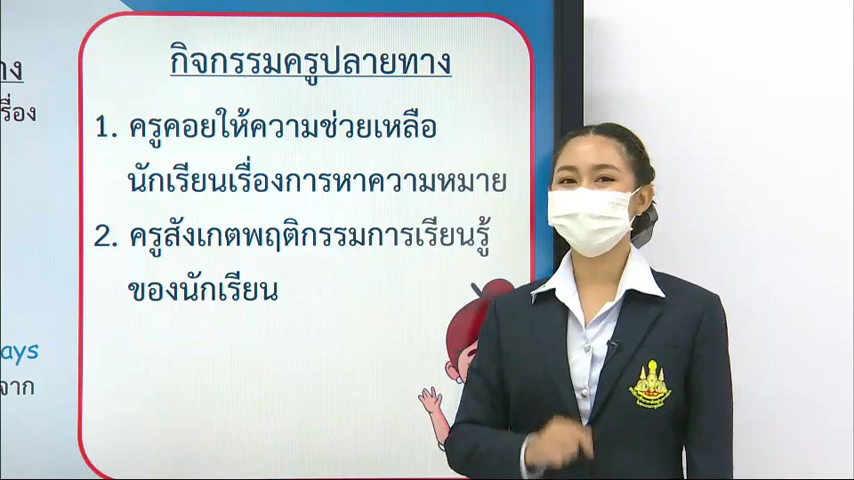 กิจกรรมครูปลายทาง
1. ครูคอยให้ความช่วยเหลือ
นักเรียนเรื่องการหาความหมาย
2. ครูสังเกตพฤติกรรมการเรียนรู้
ของนักเรียน
าง
รื่อง
ays
จาก